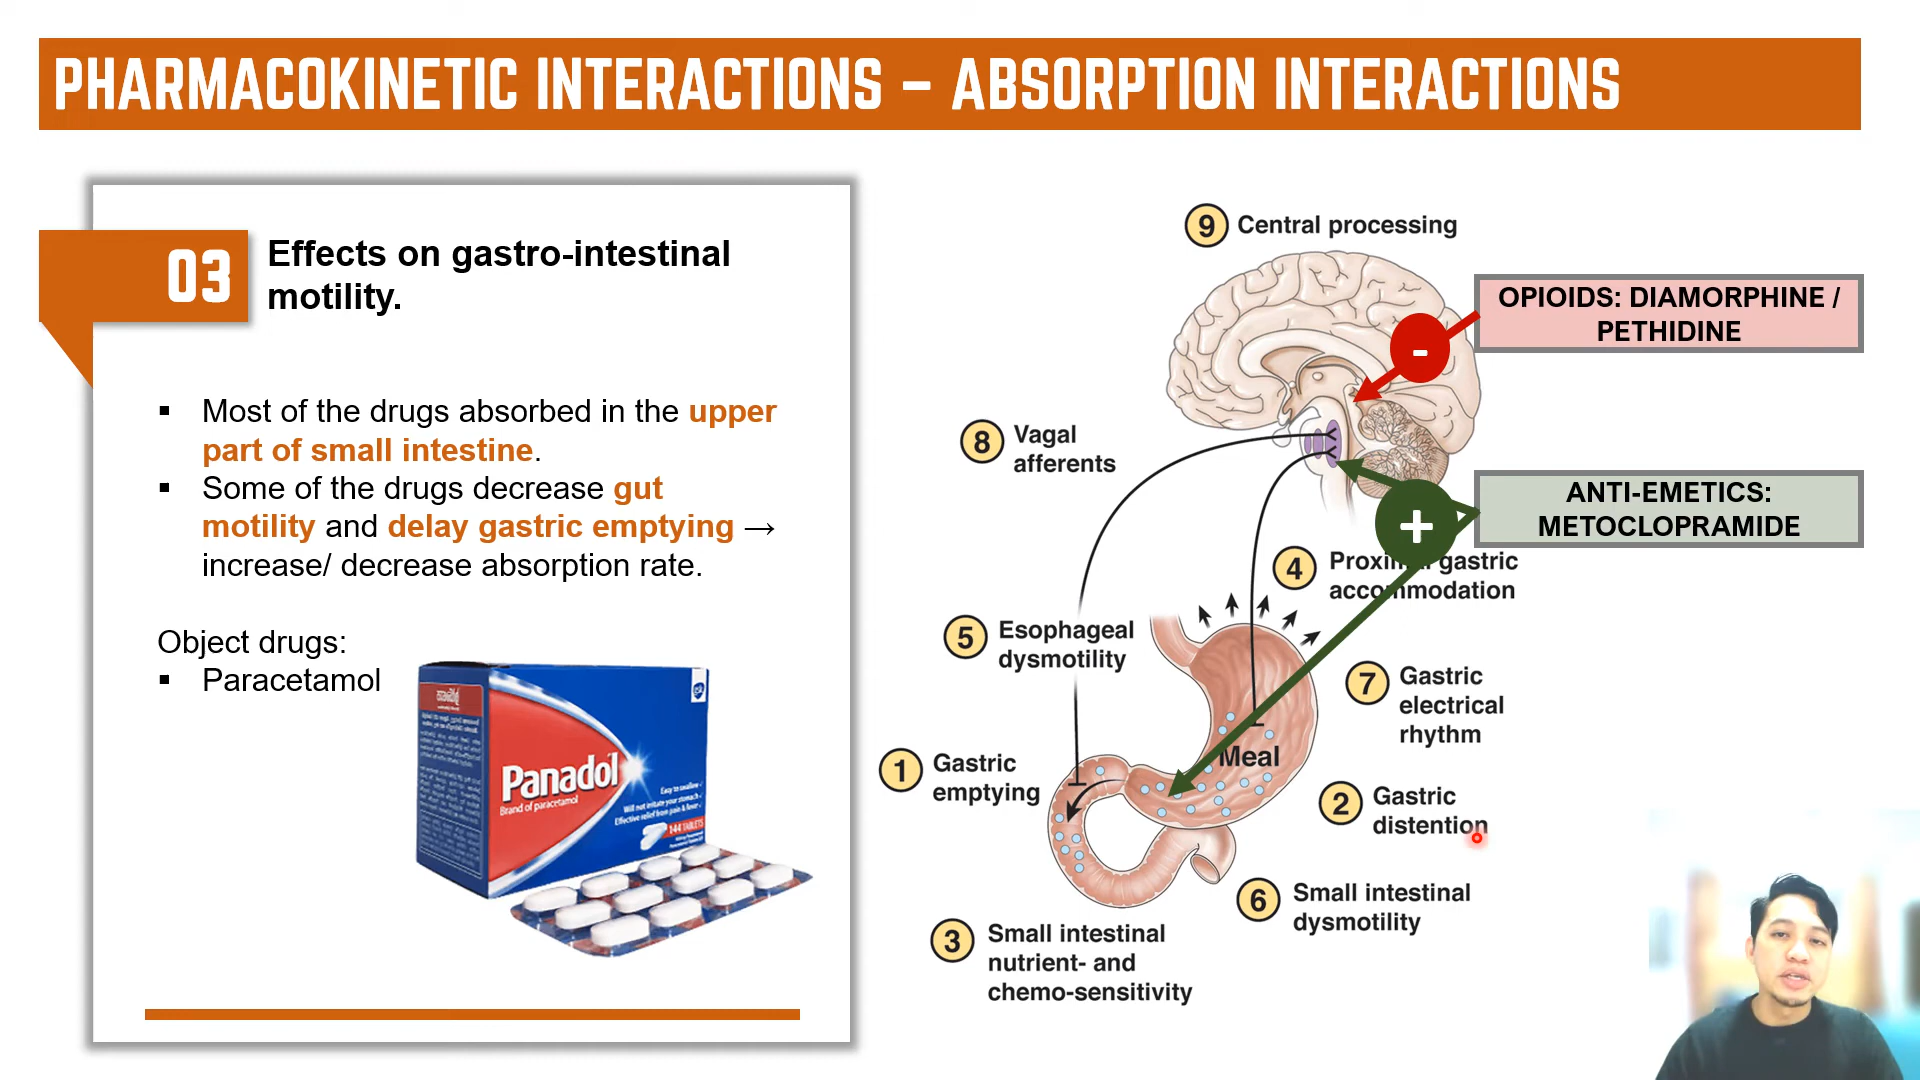 PHARMACOKINETIC INTERACTIONS – ABSORPTION INTERACTIONS
03
Effects on gastro-intestinal
motility.
▪ Most of the drugs absorbed in the upper
part of small intestine.
▪ Some of the drugs decrease gut
motility and delay gastric emptying →
increase/ decrease absorption rate.
Object drugs:
▪ Paracetamol
Panadol
Brand of paracetamol
Easy to swallow
Will not irritate your stomach
Effective relief from pain & fever
144 TABLETS
9 Central processing
OPIOIDS: DIAMORPHINE /
PETHIDINE
-
8 Vagal
afferents
ANTI-EMETICS:
METOCLOPRAMIDE
+
4 Proximal gastric
accommodation
5 Esophageal
dysmotility
7 Gastric
electrical
rhythm
Meal
1 Gastric
emptying
2 Gastric
distention
6 Small intestinal
dysmotility
3 Small intestinal
nutrient- and
chemo-sensitivity